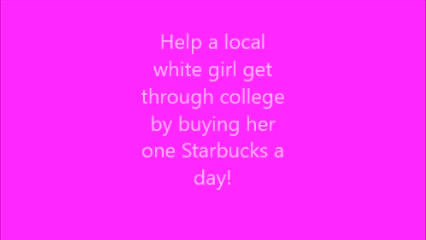 Help a local
white girl get
through college
by buying her
one Starbucks a
day!